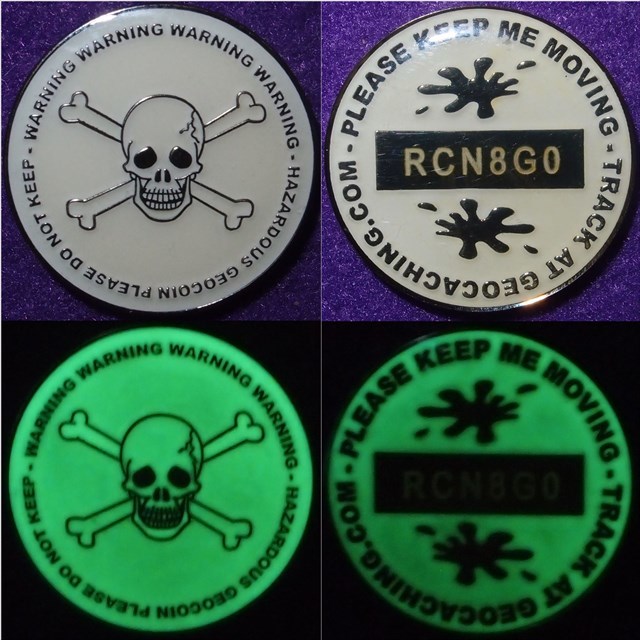 WARNING WARNING WARNING WARNING - HAZARDOUS GEOCOIN PLEASE DO NOT KEEP -
PLEASE KEEP ME MOVING - TRACK AT GEOCACHING.COM -
RCN8G0
WARNING WARNING WARNING WARNING - HAZARDOUS GEOCOIN PLEASE DO NOT KEEP -
PLEASE KEEP ME MOVING - TRACK AT GEOCACHING.COM -
RCN8G0